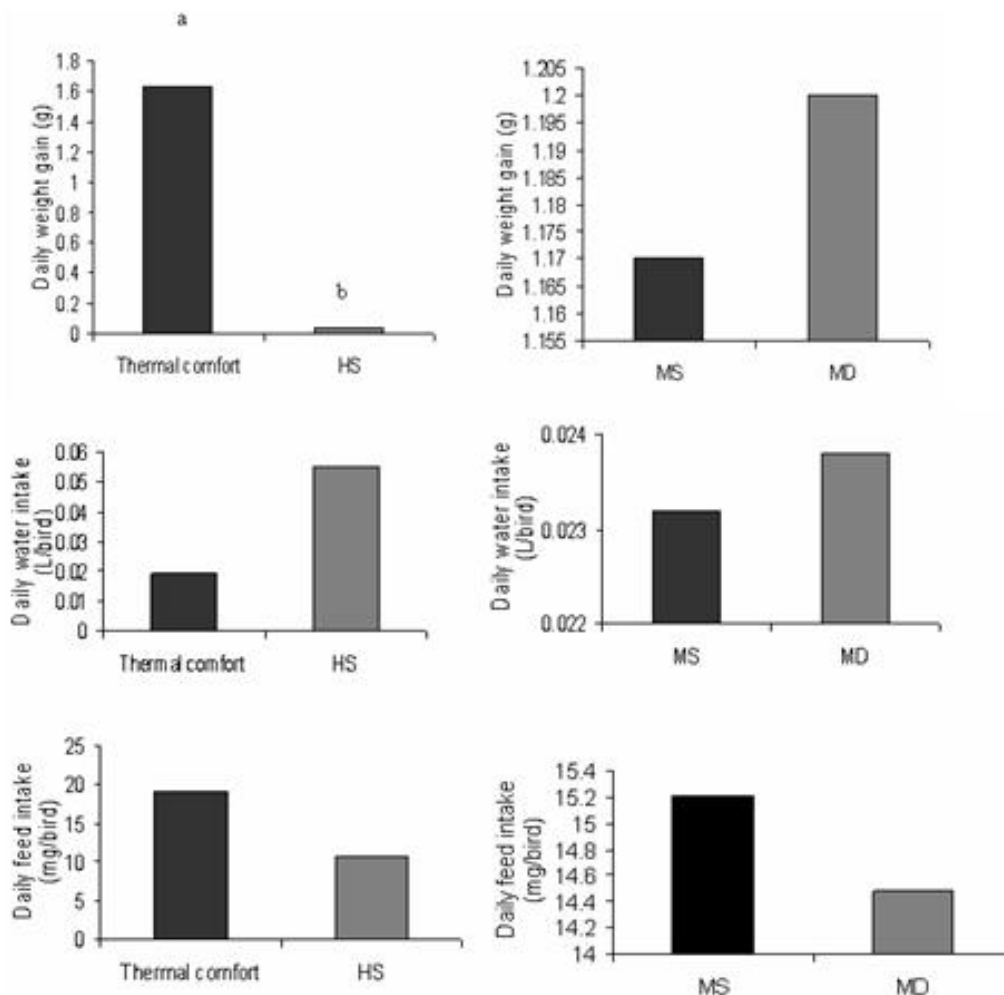 a
Daily weight gain (g)
1.8
1.6
1.4
1.2
1
0.8
0.6
0.4
0.2
0
b
Thermal comfort HS
Daily weight gain (g)
1.205
1.2
1.195
1.19
1.185
1.18
1.175
1.17
1.165
1.16
1.155
MS MD
Daily water intake
(L/bird)
0.06
0.05
0.04
0.03
0.02
0.01
0
Thermal comfort HS
Daily water intake
(L/bird)
0.024
0.023
0.022
MS MD
Daily feed intake
(mg/bird)
25
20
15
10
5
0
Thermal comfort HS
Daily feed intake
(mg/bird)
15.4
15.2
15
14.8
14.6
14.4
14.2
14
MS MD